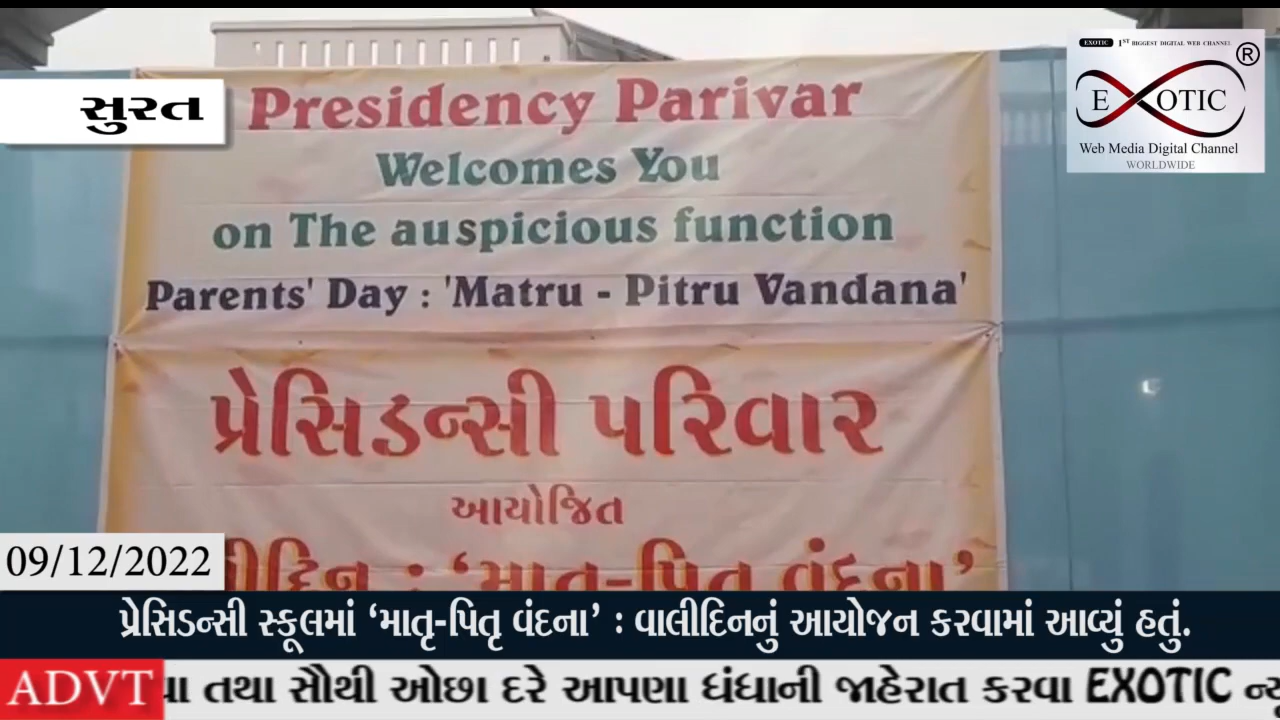 EXOTIC 1ST BIGGEST DIGITAL WEB CHANNEL
®
EXOTIC
Web Media Digital Channel
WORLDWIDE
સુરત
Presidency Parivar
Welcomes You
on The auspicious function
Parents' Day : 'Matru - Pitru Vandana'
પ્રેસિડન્સી પરિવાર
આયોજિત
: ‘માતૃ-પિતૃ વંદના’
09/12/2022
પ્રેસિડન્સી સ્કૂલમાં ‘માતૃ-પિતૃ વંદના’ : વાલીદિનનું આયોજન કરવામાં આવ્યું હતું.
ADVT તથા સૌથી ઓછા દરે આપણા ધંધાની જાહેરાત કરવા EXOTIC